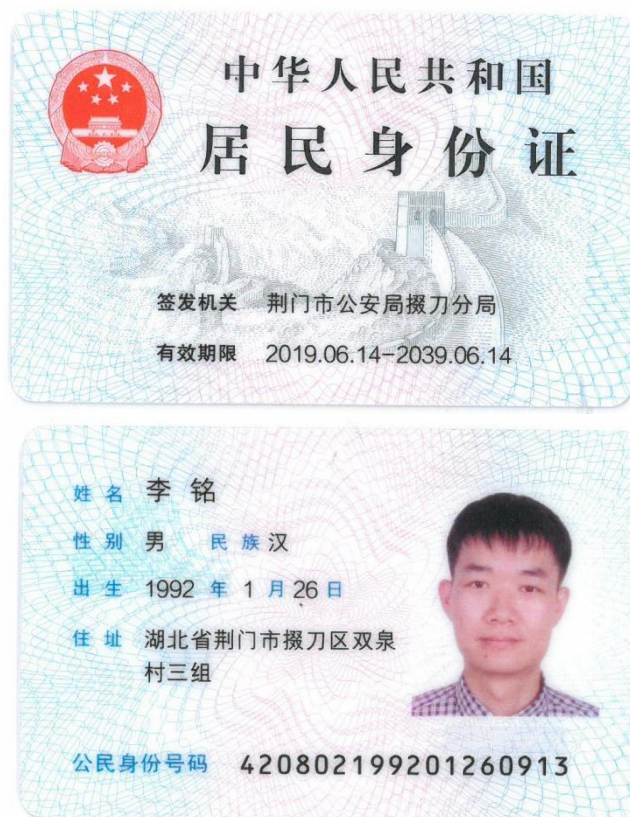 中华人民共和国
居民身份证
签发机关 荆门市公安局掇刀分局
有效期限 2019.06.14-2039.06.14
姓名 李铭
性别 男 民族 汉
出生 1992 年 1 月 26 日
住址 湖北省荆门市掇刀区双泉
村三组
公民身份号码 420802199201260913